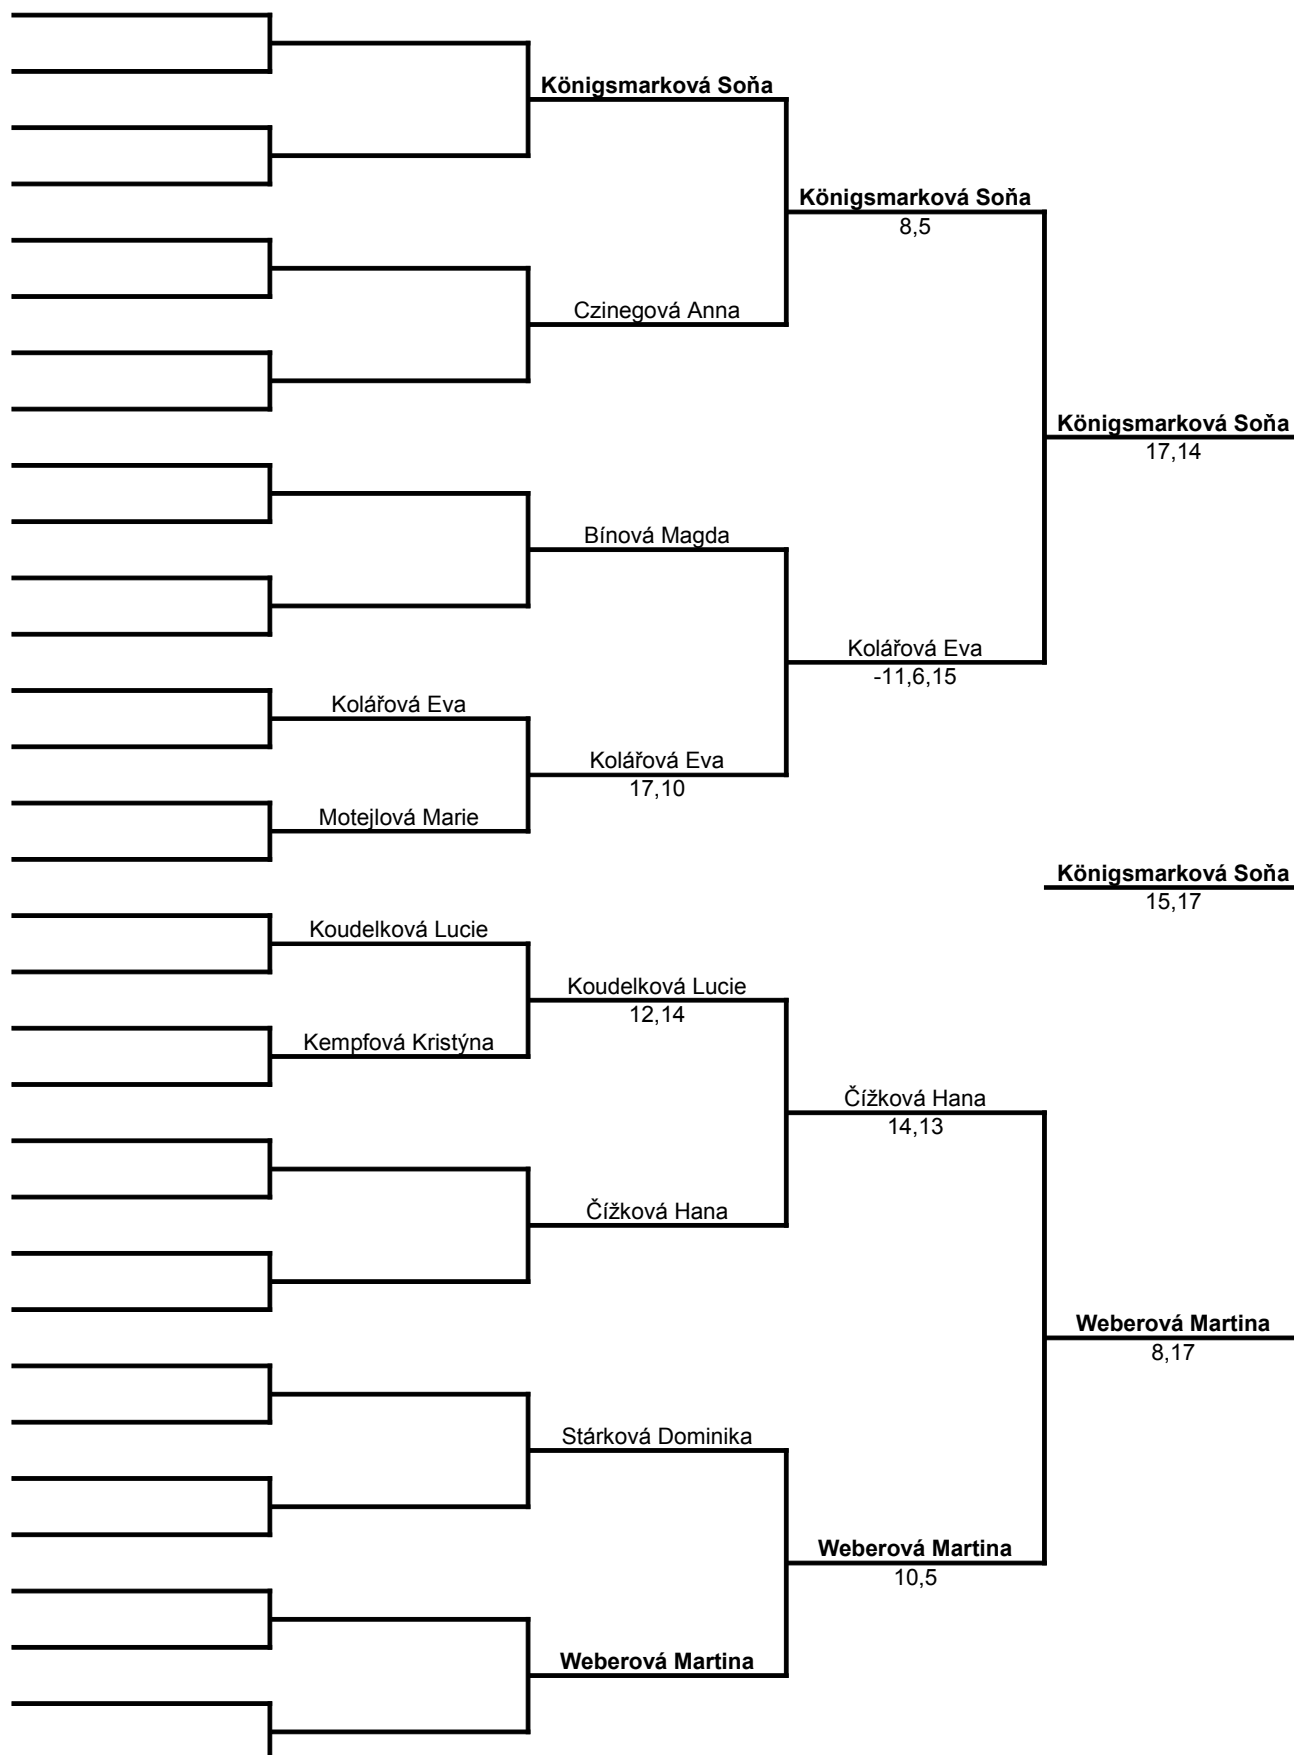 Königsmarková Soňa
Königsmarková Soňa
8,5
Czinegová Anna
Königsmarková Soňa
17,14
Bínová Magda
Kolářová Eva
-11,6,15
Kolářová Eva
Kolářová Eva
17,10
Motejlová Marie
Königsmarková Soňa
15,17
Koudelková Lucie
Koudelková Lucie
12,14
Kempfová Kristýna
Čížková Hana
14,13
Čížková Hana
Weberová Martina
8,17
Stárková Dominika
Weberová Martina
10,5
Weberová Martina